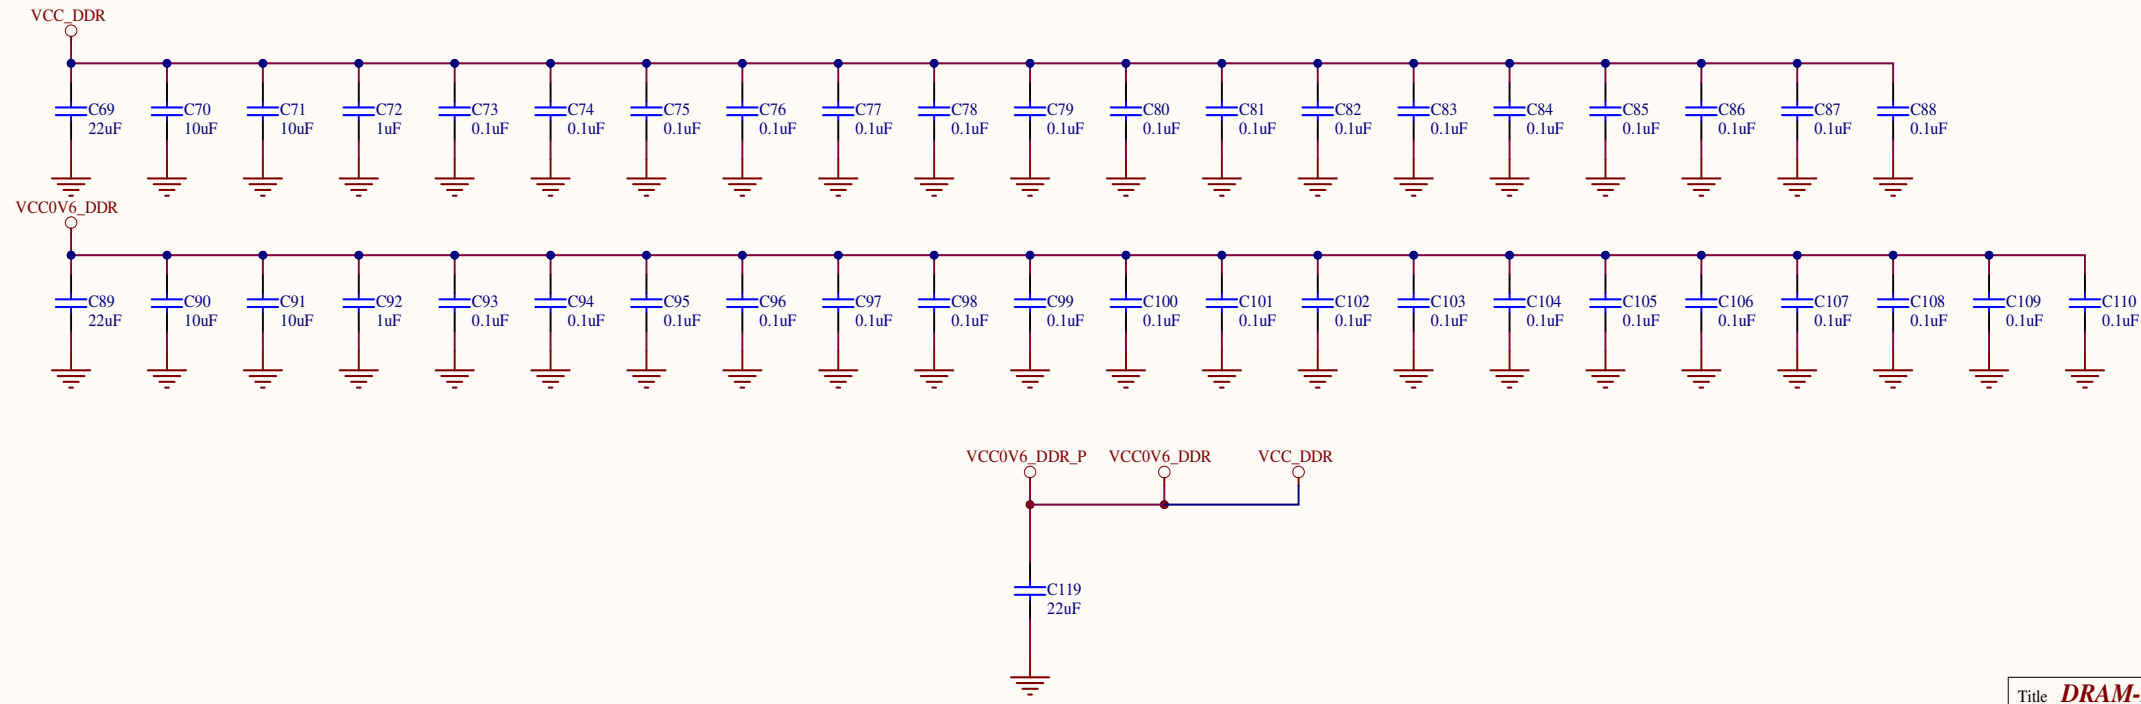 VCC_DDR
C69 C70 C71 C72 C73 C74 C75 C76 C77 C78 C79 C80 C81 C82 C83 C84 C85 C86 C87 C88
22uF 10uF 10uF 1uF 0.1uF 0.1uF 0.1uF 0.1uF 0.1uF 0.1uF 0.1uF 0.1uF 0.1uF 0.1uF 0.1uF 0.1uF 0.1uF 0.1uF 0.1uF 0.1uF
VCC0V6_DDR
C89 C90 C91 C92 C93 C94 C95 C96 C97 C98 C99 C100 C101 C102 C103 C104 C105 C106 C107 C108 C109 C110
22uF 10uF 10uF 1uF 0.1uF 0.1uF 0.1uF 0.1uF 0.1uF 0.1uF 0.1uF 0.1uF 0.1uF 0.1uF 0.1uF 0.1uF 0.1uF 0.1uF 0.1uF 0.1uF 0.1uF 0.1uF
VCC0V6_DDR_P VCC0V6_DDR VCC_DDR
C119
22uF
Title DRAM-